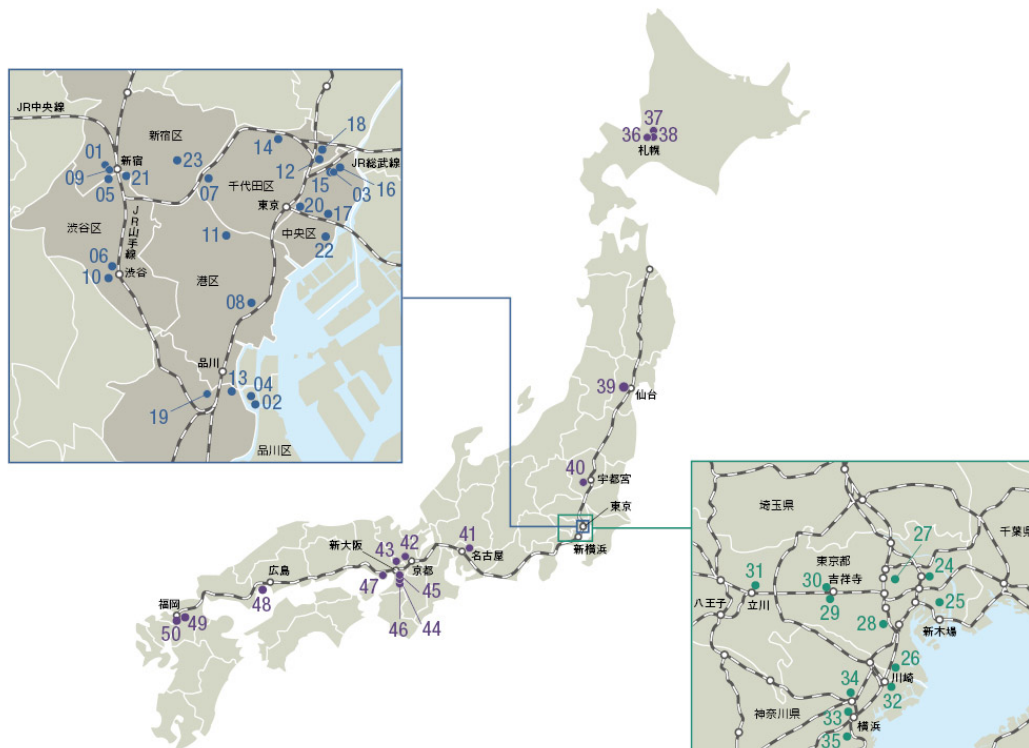 JR中央線
新宿区
18
14
01
新宿
23
12
JR総武線
09
21
07
千代田区
15
03
16
05
20
17
東京
渋谷区
JR山手線
11
中央区
22
06
10
渋谷
港区
08
品川
13
04
02
19
品川区
37
36
38
札幌
39
仙台
40
宇都宮
東京
新横浜
41
名古屋
42
43
新大阪
京都
47
45
46
44
広島
48
福岡
49
50
埼玉県
千葉県
27
東京都
24
31
30
吉祥寺
25
八王子
立川
29
28
新木場
26
川崎
34
32
神奈川県
33
横浜
35